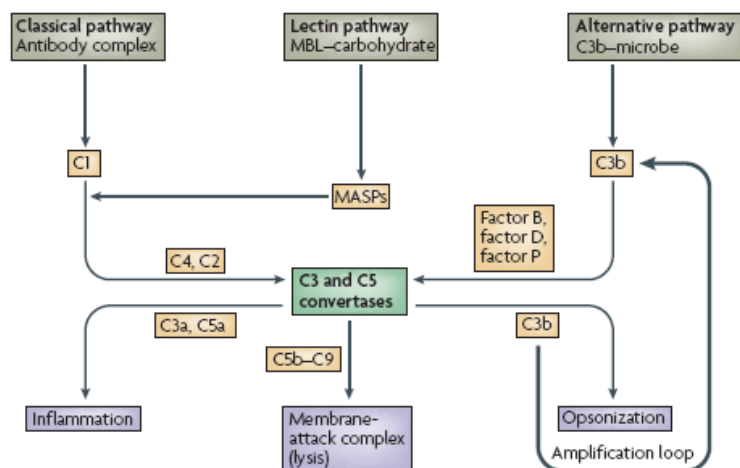 Classical pathway
Antibody complex
Lectin pathway
MBL–carbohydrate
Alternative pathway
C3b–microbe
C1
MASPs
C3b
Factor B,
factor D,
factor P
C4, C2
C3 and C5
convertases
C3a, C5a
C3b
C5b–C9
Inflammation
Membrane-
attack complex
(lysis)
Opsonization
Amplification loop